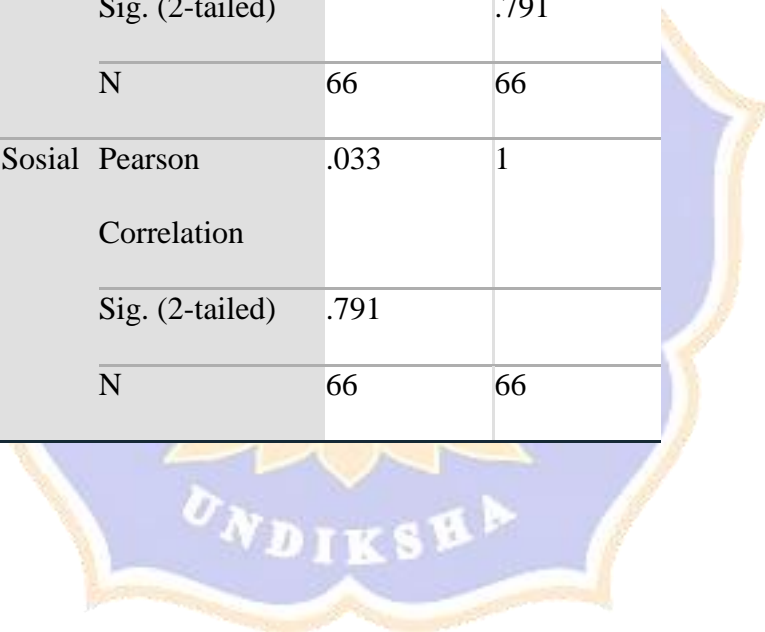 Sig. (2-tailed) .791
N 66 66
Sosial Pearson .033 1
Correlation
Sig. (2-tailed) .791
N 66 66
UNDIKSHA